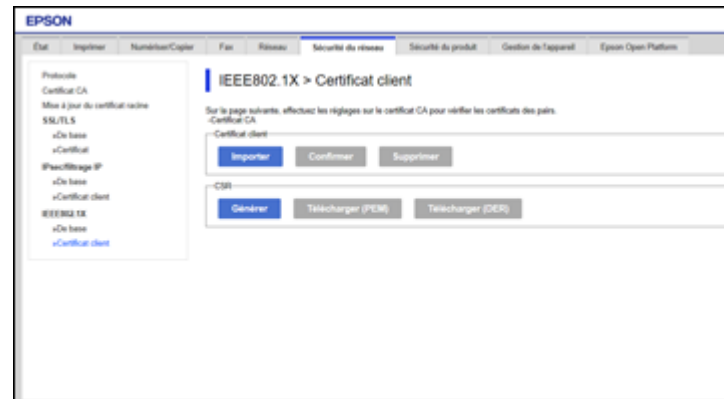 EPSON
État Imprimer Numériser/Copier Fax Réseau Sécurité du réseau Sécurité du produit Gestion de l'appareil Epson Open Platform
Protocole
Certificat CA
Mise à jour du certificat racine
SSL/TLS
»De base
»Certificat
IPsec/filtrage IP
»De base
»Certificat client
IEEE802.1X
»De base
»Certificat client
IEEE802.1X > Certificat client
Sur la page suivante, effectuez les réglages sur le certificat CA pour vérifier les certificats des pairs.
-Certificat CA
Certificat client
Importer Confirmer Supprimer
CSR
Générer Télécharger (PEM) Télécharger (DER)